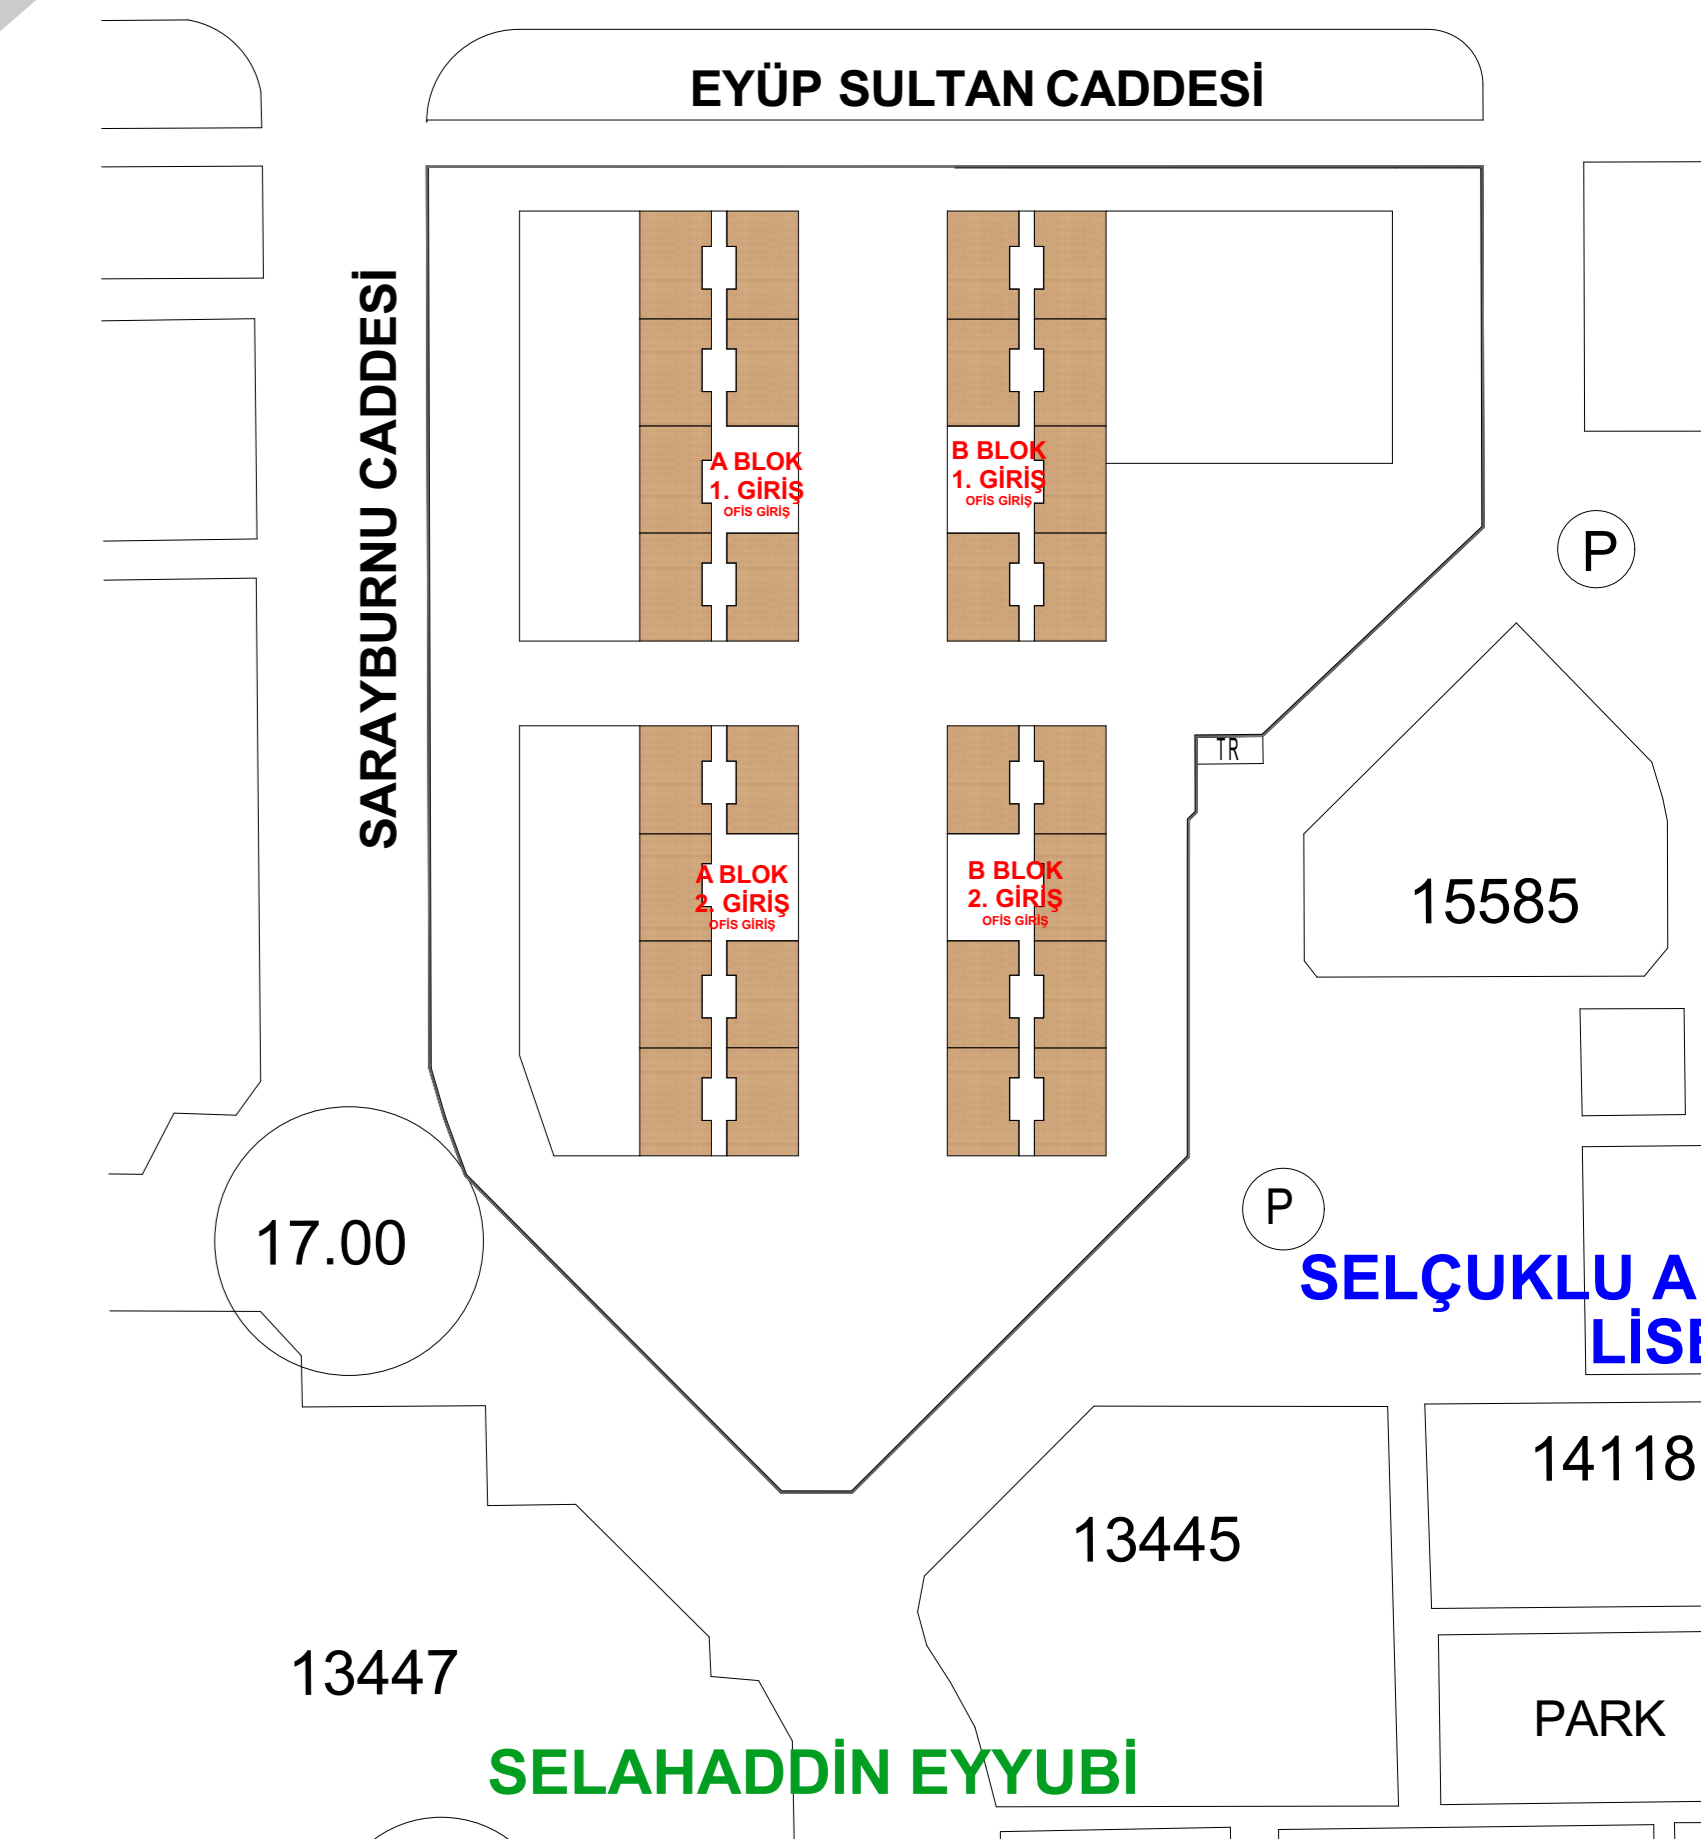 EYÜP SULTAN CADDESİ
SARAYBURNU CADDESİ
A BLOK
1. GİRİŞ
OFİS GİRİŞ
B BLOK
1. GİRİŞ
OFİS GİRİŞ
P
TR
A BLOK
2. GİRİŞ
OFİS GİRİŞ
B BLOK
2. GİRİŞ
OFİS GİRİŞ
15585
17.00
P
SELÇUKLU A
LİSE
14118
13445
13447
PARK
SELAHADDİN EYYUBİ